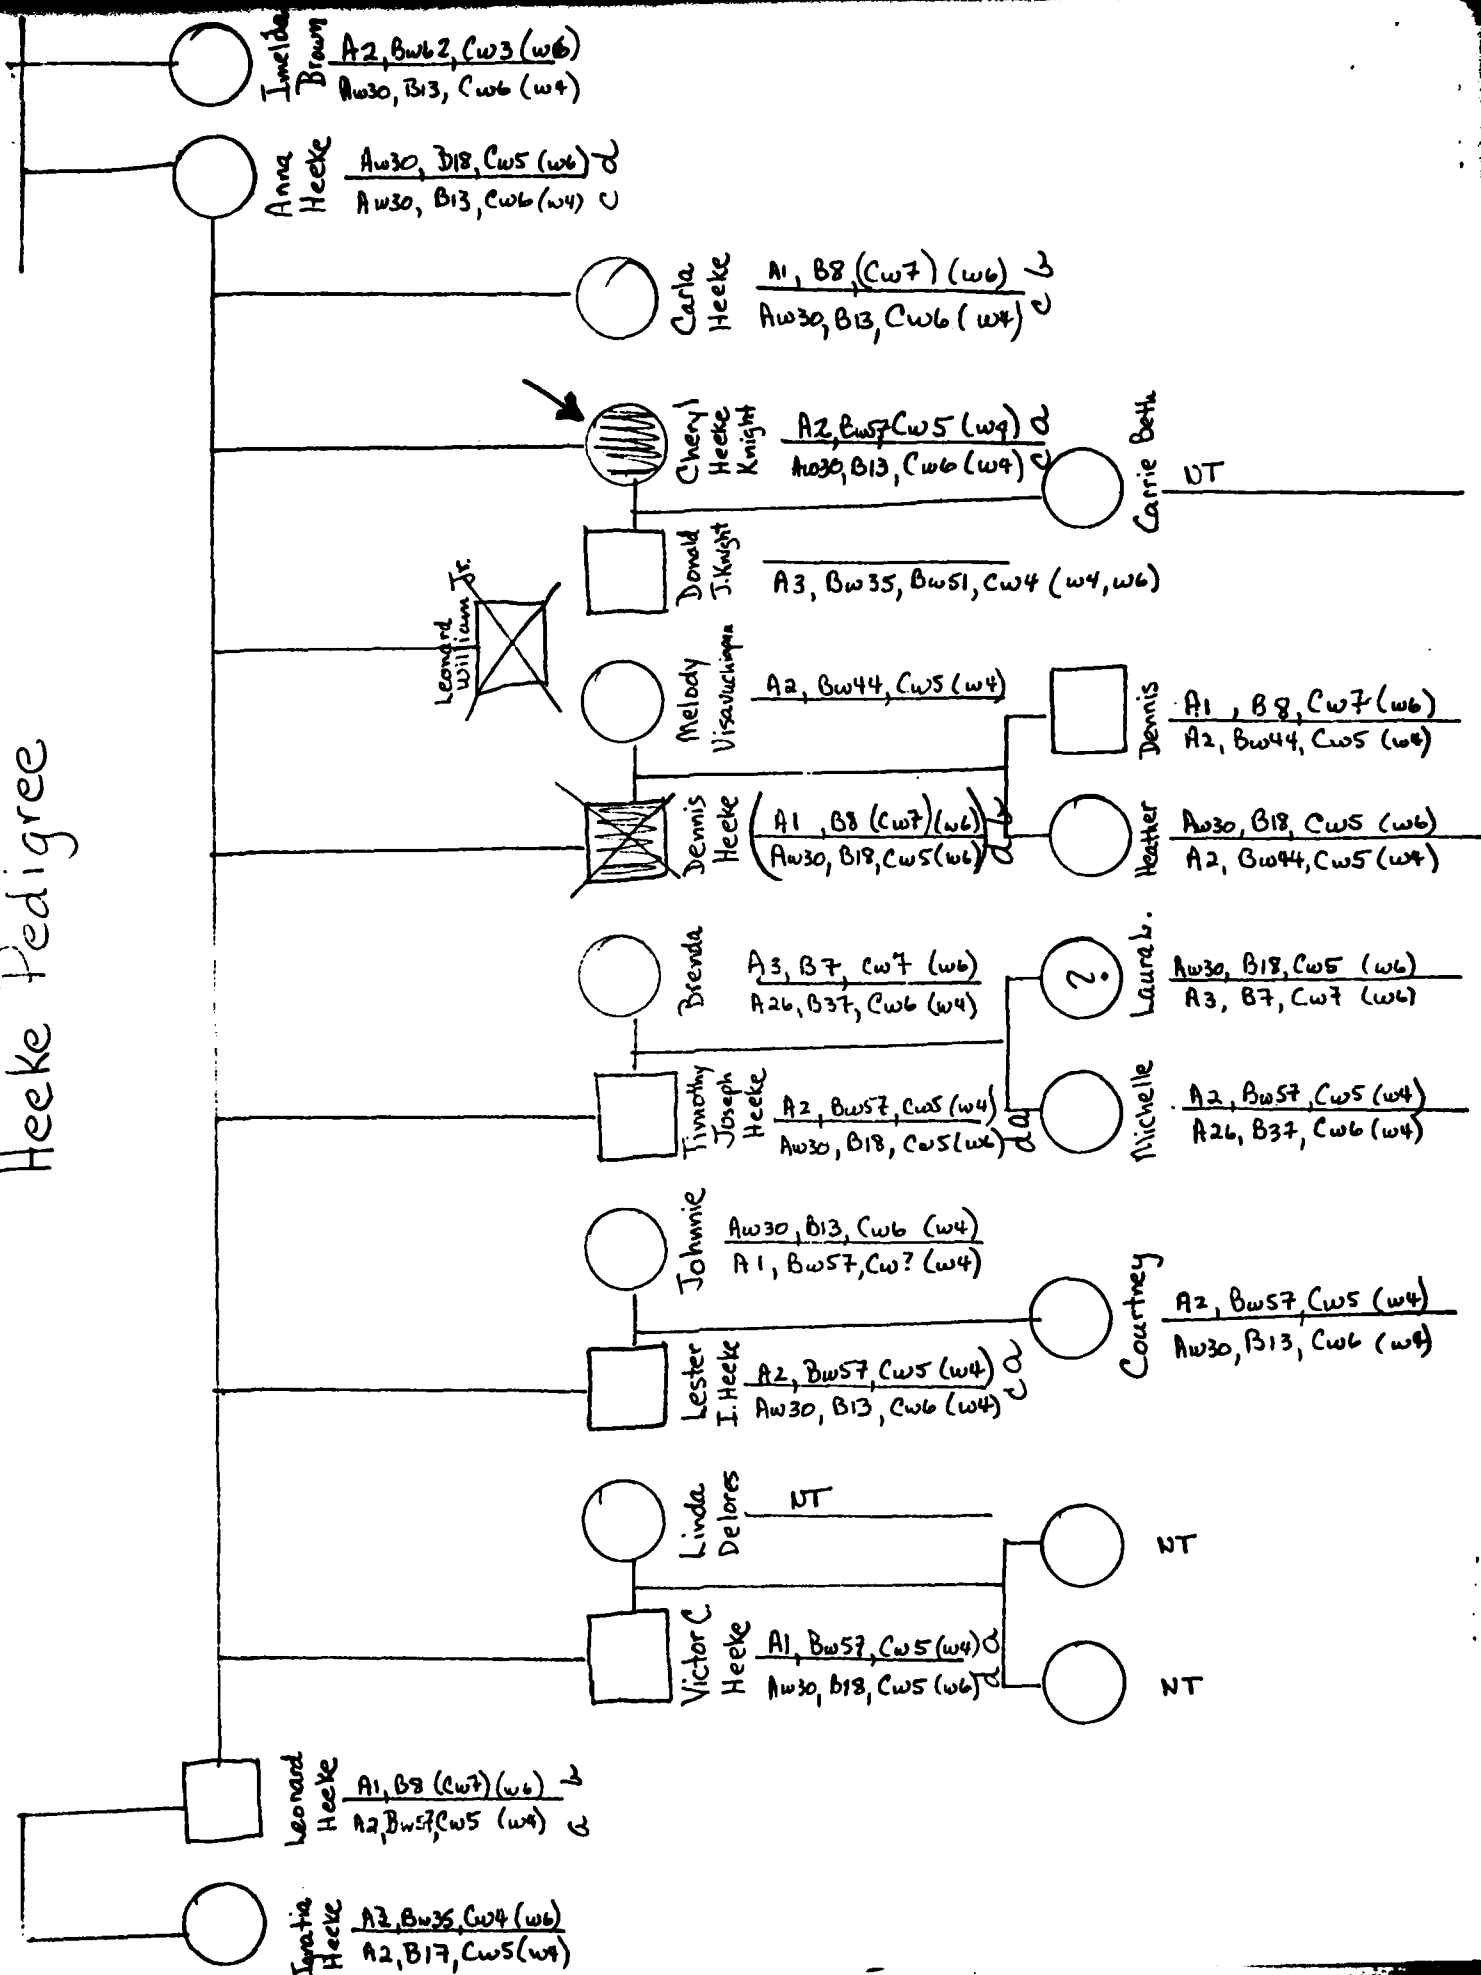 Heeke Pedigree
Imelda
Brown
A2, Bw62, Cw3 (w6)
Aw30, B13, Cw6 (w4)
Anna
Heeke
Aw30, B18, Cw5 (w6) d
Aw30, B13, Cw6 (w4) c
Carla
Heeke
A1, B8, (Cw7) (w6) b
Aw30, B13, Cw6 (w4) c
Cheryl
Heeke
Knight
A2, Bw57, Cw5 (w4) a
Aw30, B13, Cw6 (w4) c
Carrie Beth
NT
Donald
J. Knight
A3, Bw35, Bw51, Cw4 (w4, w6)
Leonard
William Jr.
Melody
A2, Bw44, Cw5 (w4)
Dennis
A1, B8, Cw7 (w6)
A2, Bw44, Cw5 (w4)
Dennis
Heeke
(A1, B8 (Cw7) (w6) b
Aw30, B18, Cw5 (w6)) d
Heather
Aw30, B18, Cw5 (w6)
A2, Bw44, Cw5 (w4)
Brenda
A3, B7, Cw7 (w6)
A26, B37, Cw6 (w4)
?
Laura L.
Aw30, B18, Cw5 (w6)
A3, B7, Cw7 (w6)
Timothy
Joseph
Heeke
A2, Bw57, Cw5 (w4) a
Aw30, B18, Cw5 (w6) d
Michelle
A2, Bw57, Cw5 (w4)
A26, B37, Cw6 (w4)
Johnnie
Aw30, B13, Cw6 (w4)
A1, Bw57, Cw? (w4)
Courtney
A2, Bw57, Cw5 (w4)
Aw30, B13, Cw6 (w4)
Lester
I. Heeke
A2, Bw57, Cw5 (w4) a
Aw30, B13, Cw6 (w4) c
Linda
Delores
NT
NT
Victor C.
Heeke
A1, Bw57, Cw5 (w4) a
Aw30, B18, Cw5 (w6) d
NT
Leonard
Heeke
A1, B8 (Cw7) (w6) b
A2, Bw57, Cw5 (w4) a
Ignatia
Heeke
A2, Bw35, Cw4 (w6)
A2, B17, Cw5 (w4)